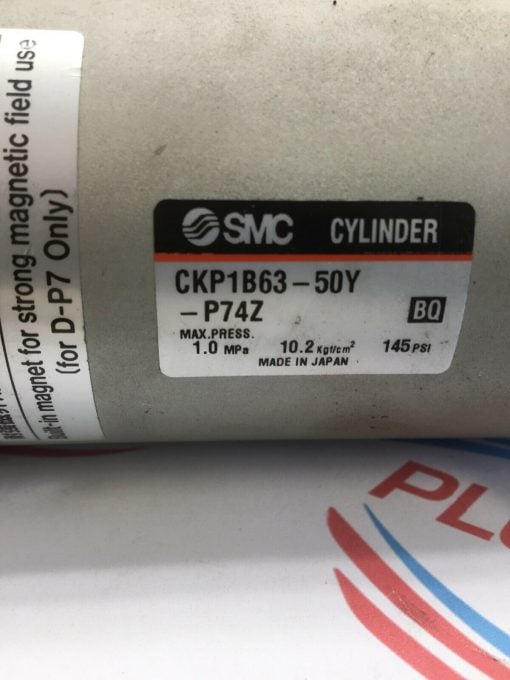 SMC CYLINDER
CKP1B63-50Y
-P74Z
BQ
MAX.PRESS.
1.0 MPa 10.2 Kgf/cm² 145 PSI
MADE IN JAPAN
Built-in magnet for strong magnetic field use
(for D-P7 Only)
PL